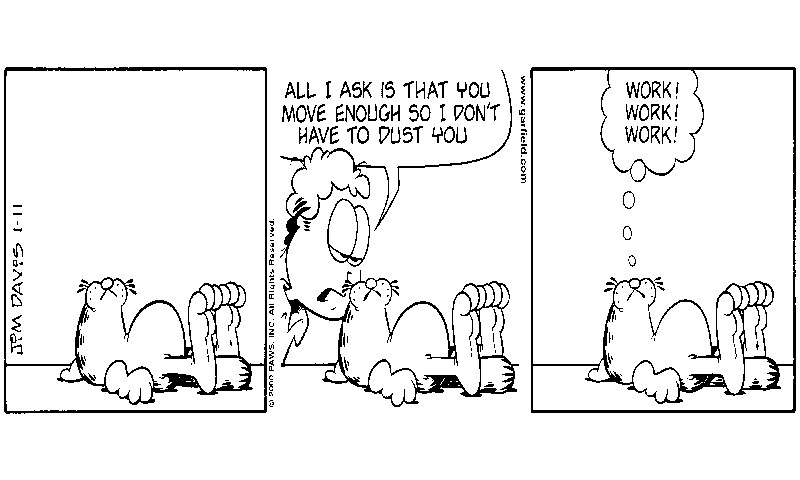 JPM DAVIS 1-11
ALL I ASK IS THAT YOU
MOVE ENOUGH SO I DON'T
HAVE TO DUST YOU
© 2000 PAWS, INC. All Rights Reserved.
www.garfield.com
WORK!
WORK!
WORK!